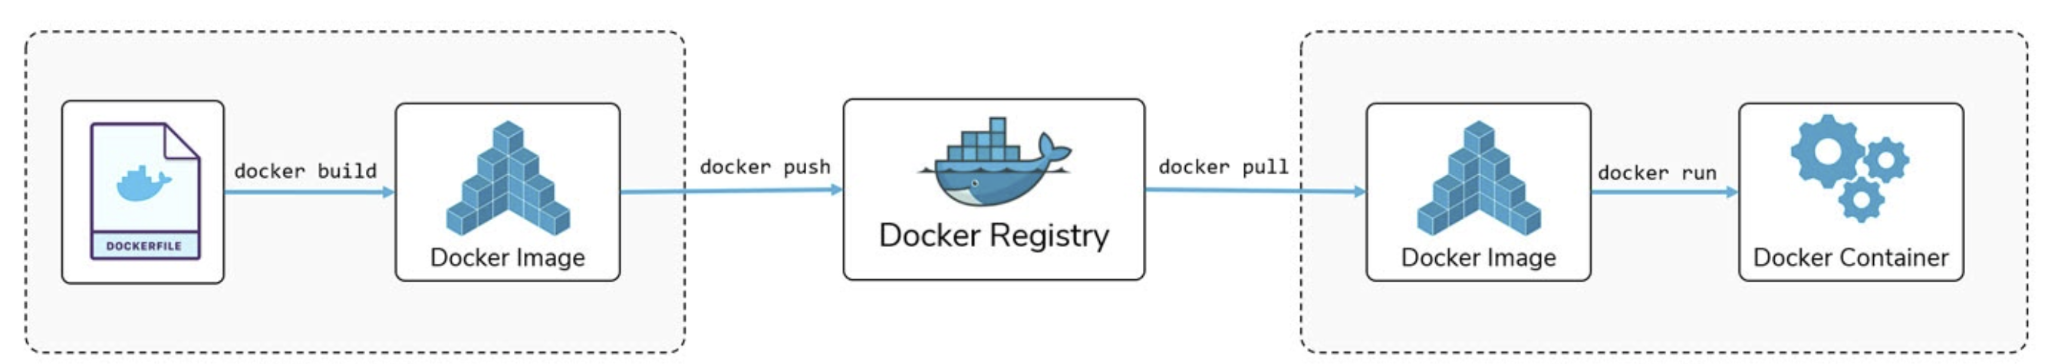 DOCKERFILE
docker build
Docker Image
docker push
Docker Registry
docker pull
Docker Image
docker run
Docker Container